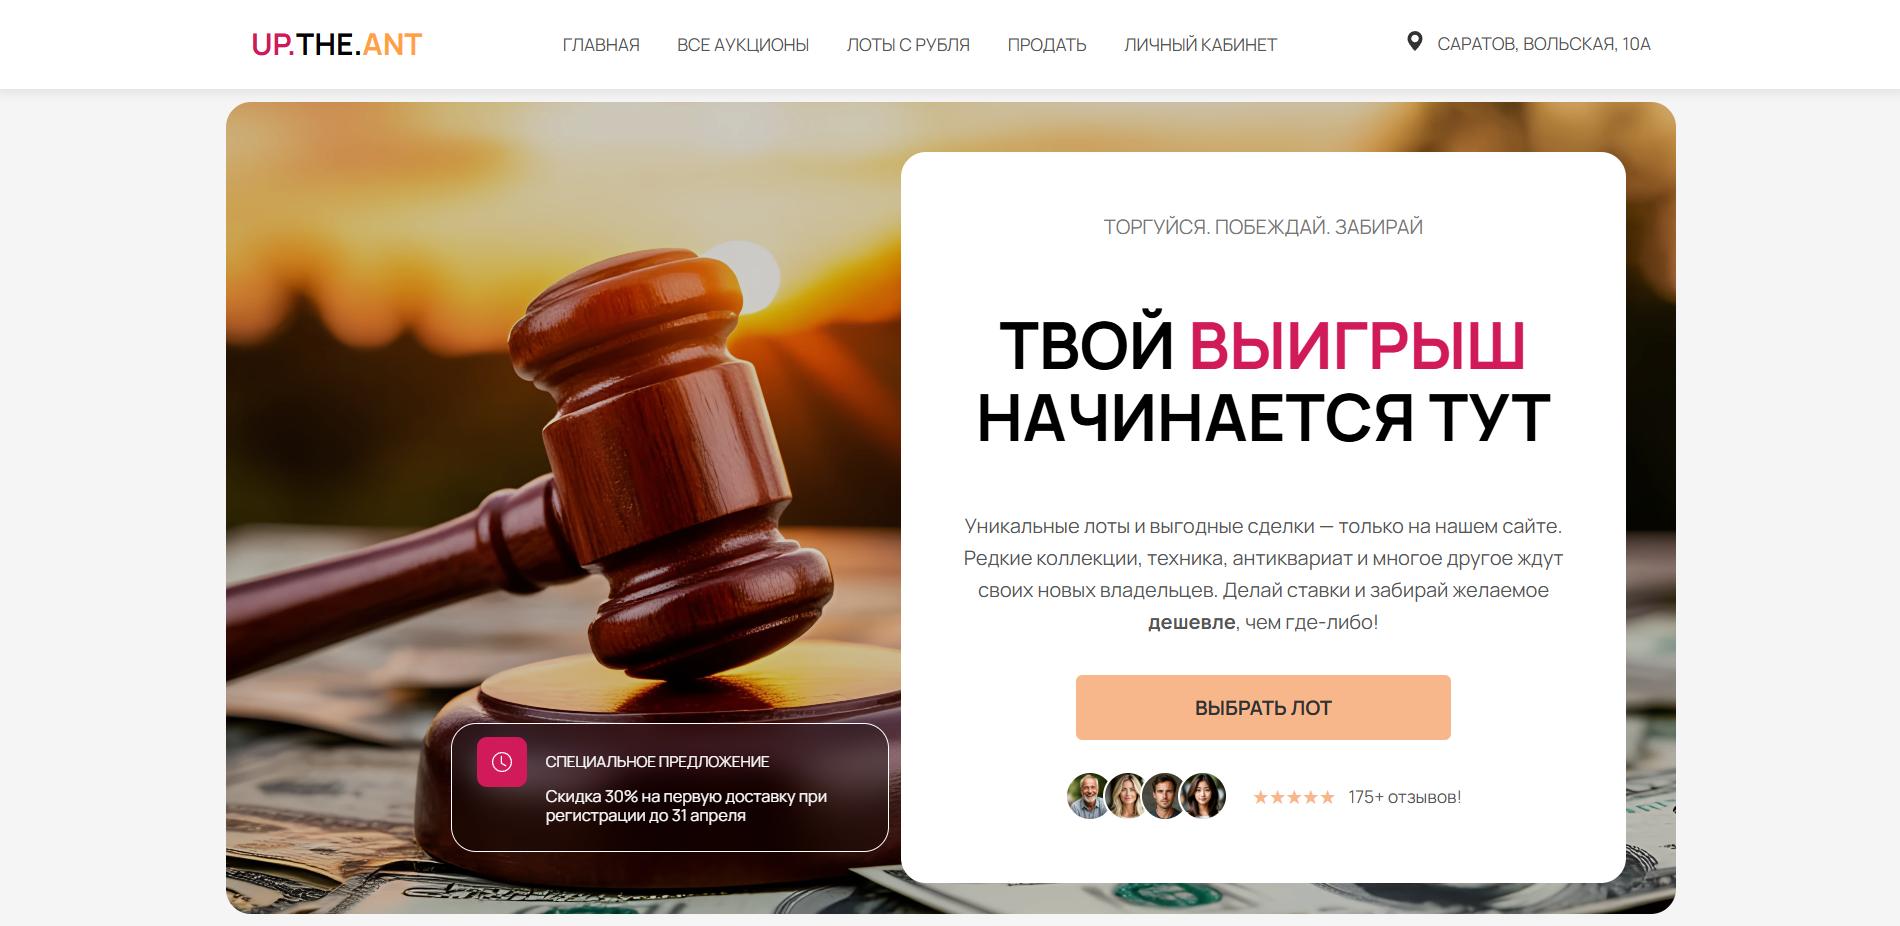 UP.THE.ANT
ГЛАВНАЯ
ВСЕ АУКЦИОНЫ
ЛОТЫ С РУБЛЯ
ПРОДАТЬ
ЛИЧНЫЙ КАБИНЕТ
САРАТОВ, ВОЛЬСКАЯ, 10А
ТОРГУЙСЯ. ПОБЕЖДАЙ. ЗАБИРАЙ
ТВОЙ ВЫИГРЫШ
НАЧИНАЕТСЯ ТУТ
Уникальные лоты и выгодные сделки — только на нашем сайте.
Редкие коллекции, техника, антиквариат и многое другое ждут
своих новых владельцев. Делай ставки и забирай желаемое
дешевле, чем где-либо!
ВЫБРАТЬ ЛОТ
175+ отзывов!
СПЕЦИАЛЬНОЕ ПРЕДЛОЖЕНИЕ
Скидка 30% на первую доставку при
регистрации до 31 апреля